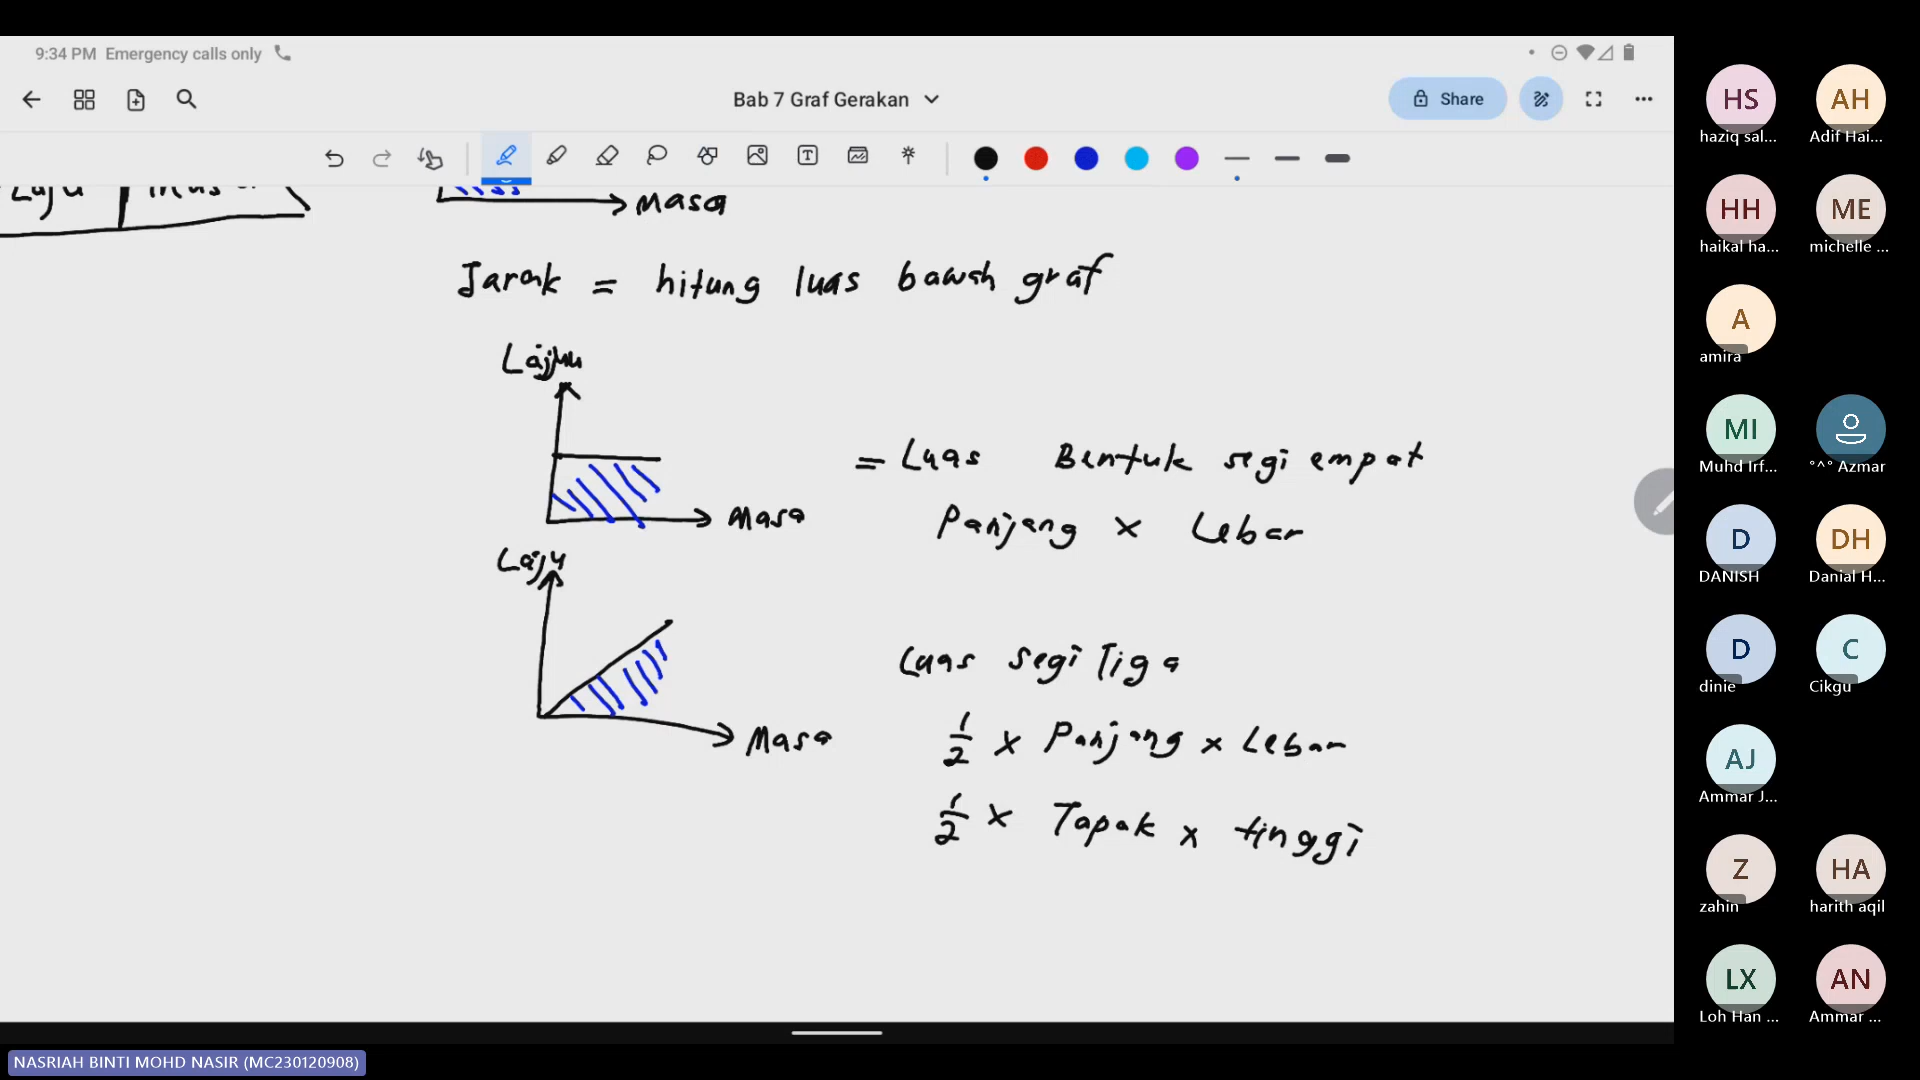 9:34 PM Emergency calls only
Bab 7 Graf Gerakan
Share
Laju
Masa
Jarak = hitung luas bawah graf
Laju
= Luas Bentuk segi empat
Masa
Panjang x Lebar
Laju
Luas segi Tiga
Masa
1/2 x Panjang x Lebar
1/2 x Tapak x tinggi
HS
haziq sal...
AH
Adif Hai...
HH
haikal ha...
ME
michelle ...
A
amira
MI
Muhd Irf...
°^° Azmar
D
DANISH
DH
Danial H...
D
dinie
C
Cikgu
AJ
Ammar J...
Z
zahin
HA
harith aqil
LX
Loh Han ...
AN
Ammar ...
NASRIAH BINTI MOHD NASIR (MC230120908)